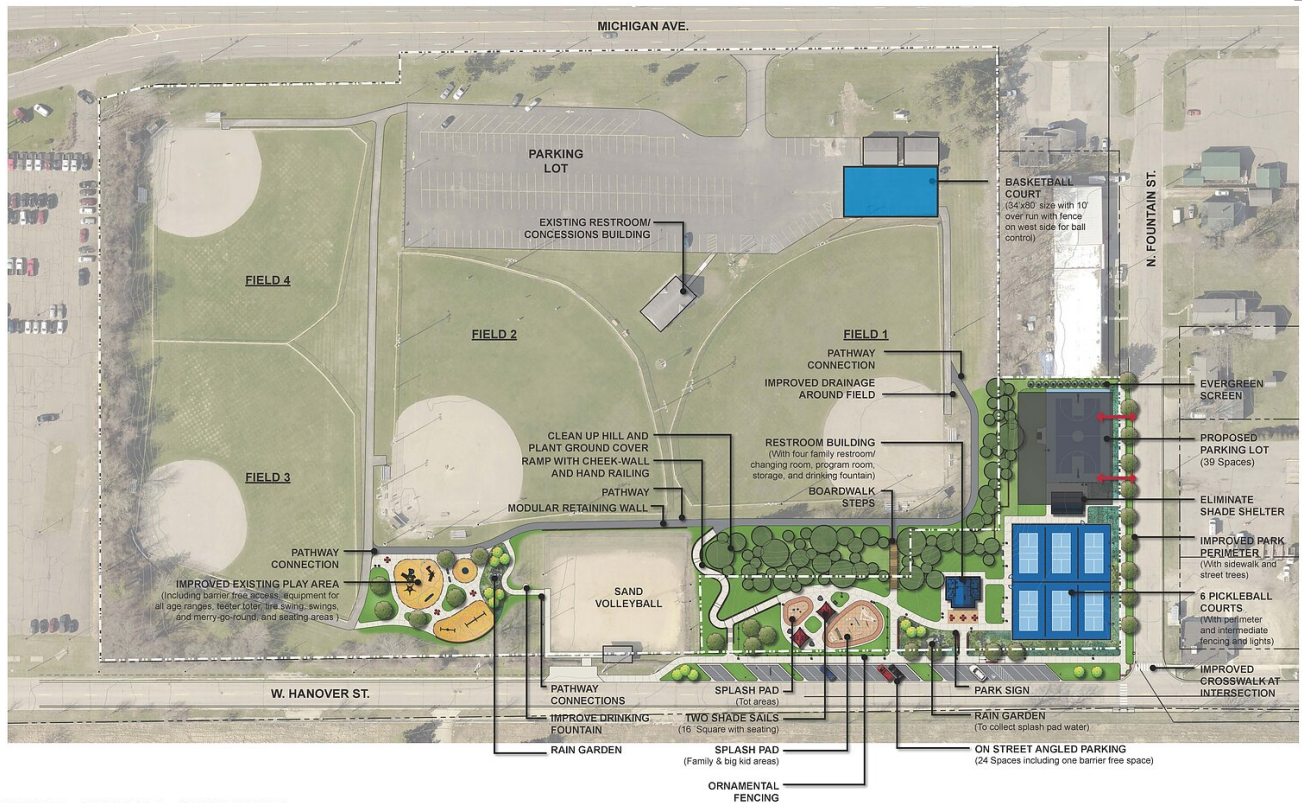 MICHIGAN AVE.
PARKING
LOT
BASKETBALL
COURT
(34'x80' size with 10'
over run with fence
on west side for ball
control)
EXISTING RESTROOM/
CONCESSIONS BUILDING
N. FOUNTAIN ST.
FIELD 4
FIELD 2
FIELD 1
PATHWAY
CONNECTION
IMPROVED DRAINAGE
AROUND FIELD
EVERGREEN
SCREEN
CLEAN UP HILL AND
PLANT GROUND COVER
RAMP WITH CHEEK-WALL
AND HAND RAILING
RESTROOM BUILDING
(With four family restroom/
changing room, program room,
storage, and drinking fountain)
PROPOSED
PARKING LOT
(39 Spaces)
FIELD 3
PATHWAY
MODULAR RETAINING WALL
BOARDWALK
STEPS
ELIMINATE
SHADE SHELTER
PATHWAY
CONNECTION
IMPROVED PARK
PERIMETER
(With sidewalk and
street trees)
IMPROVED EXISTING PLAY AREA
(Including barrier free access, equipment for
all age ranges, teeter toter, tire swing, swings,
and merry-go-round, and seating areas )
SAND
VOLLEYBALL
6 PICKLEBALL
COURTS
(With perimeter
and intermediate
fencing and lights)
W. HANOVER ST.
PATHWAY
CONNECTIONS
SPLASH PAD
(Tot areas)
PARK SIGN
IMPROVED
CROSSWALK AT
INTERSECTION
IMPROVE DRINKING
FOUNTAIN
TWO SHADE SAILS
(16' Square with seating)
RAIN GARDEN
(To collect splash pad water)
RAIN GARDEN
SPLASH PAD
(Family & big kid areas)
ON STREET ANGLED PARKING
(24 Spaces including one barrier free space)
ORNAMENTAL
FENCING